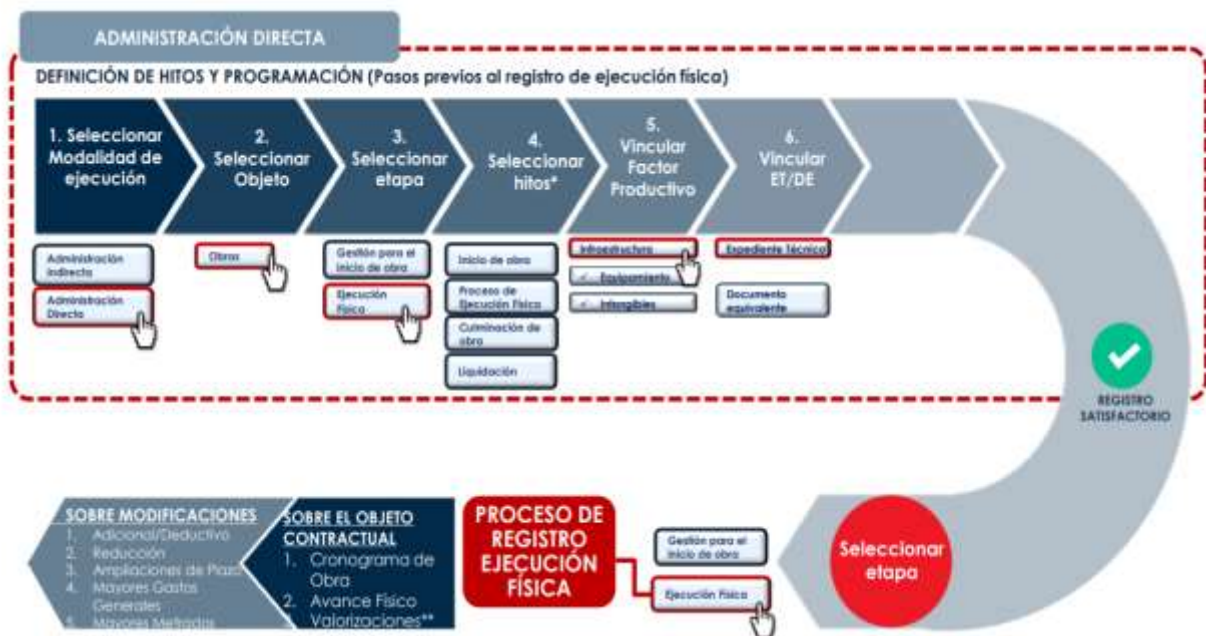 ADMINISTRACIÓN DIRECTA
DEFINICIÓN DE HITOS Y PROGRAMACIÓN (Pasos previos al registro de ejecución física)
1. Seleccionar
Modalidad de
ejecución
2.
Seleccionar
Objeto
3.
Seleccionar
etapa
4.
Seleccionar
hitos*
5.
Vincular
Factor
Productivo
6.
Vincular
ET/DE
Administración
Indirecta
Administración
Directa
Obras
Gestión para el
inicio de obra
Ejecución
Física
Inicio de obra
Proceso de
Ejecución Física
Culminación de
obra
Liquidación
Infraestructura
✓ Equipamiento
✓ Intangibles
Expediente Técnico
Documento
equivalente
REGISTRO
SATISFACTORIO
SOBRE MODIFICACIONES
1. Adicional/Deductivo
2. Reducción
3. Ampliaciones de Plazo
4. Mayores Gastos
Generales
5. Mayores Metrados
SOBRE EL OBJETO
CONTRACTUAL
1. Cronograma de
Obra
2. Avance Físico
Valorizaciones**
PROCESO DE
REGISTRO
EJECUCIÓN
FÍSICA
Gestión para el
inicio de obra
Ejecución Física
Seleccionar
etapa